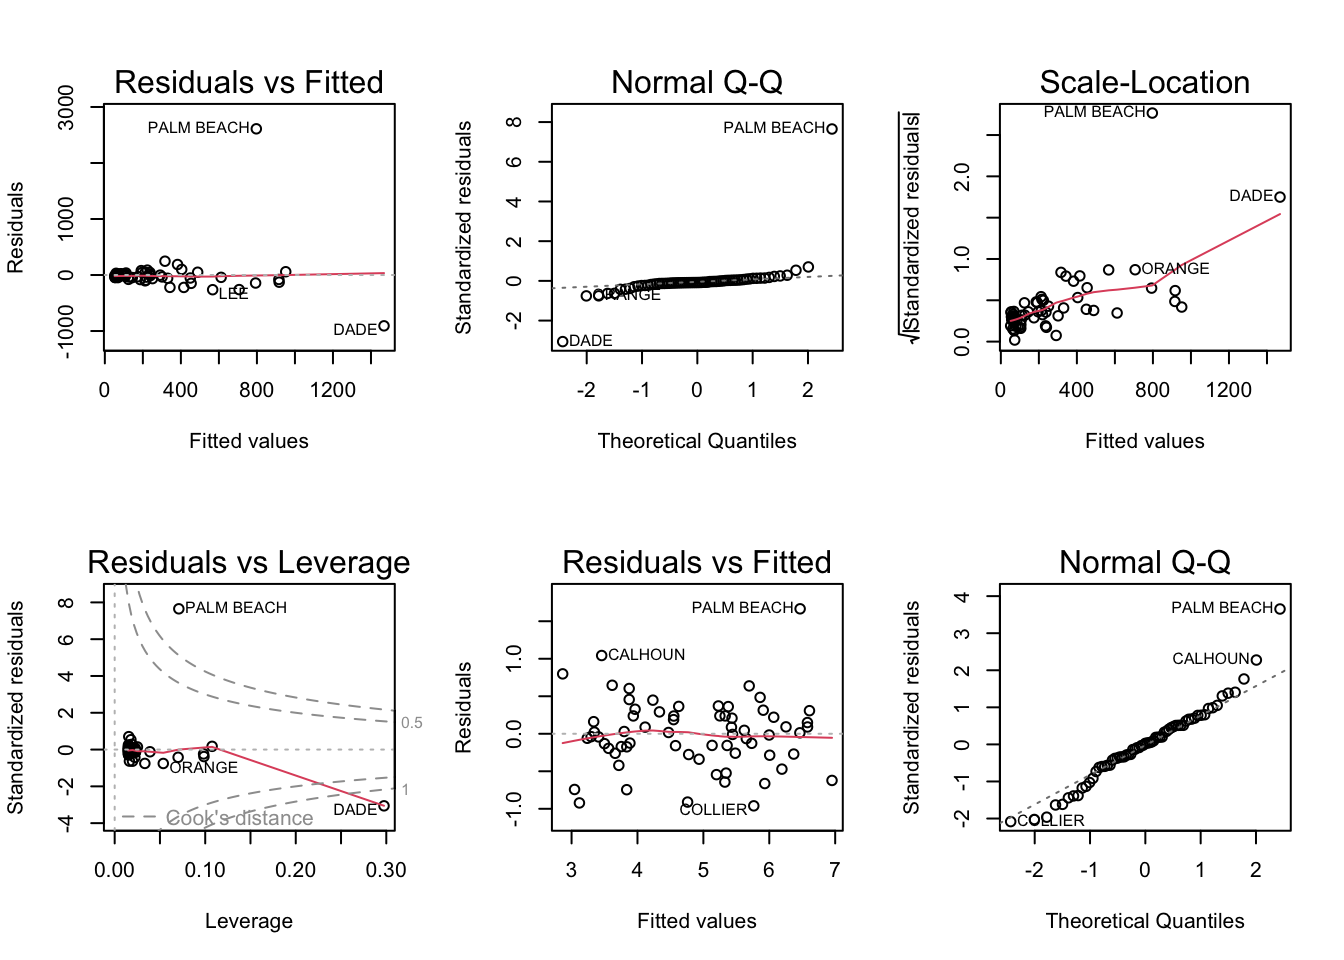 Residuals vs Fitted
3000
1000
0
-1000
Residuals
PALM BEACH
LEE
DADE
0 400 800 1200
Fitted values
Normal Q-Q
8
6
4
2
0
-2
Standardized residuals
PALM BEACH
ORANGE
DADE
-2 -1 0 1 2
Theoretical Quantiles
Scale-Location
2.0
1.0
0.0
√|Standardized residuals|
PALM BEACH
DADE
ORANGE
0 400 800 1200
Fitted values
Residuals vs Leverage
8
6
4
2
0
-2
-4
Standardized residuals
PALM BEACH
0.5
ORANGE
1
DADE
Cook's distance
0.00 0.10 0.20 0.30
Leverage
Residuals vs Fitted
1.0
0.0
-1.0
Residuals
PALM BEACH
CALHOUN
COLLIER
3 4 5 6 7
Fitted values
Normal Q-Q
4
3
2
1
0
-1
-2
Standardized residuals
PALM BEACH
CALHOUN
COLLIER
-2 -1 0 1 2
Theoretical Quantiles